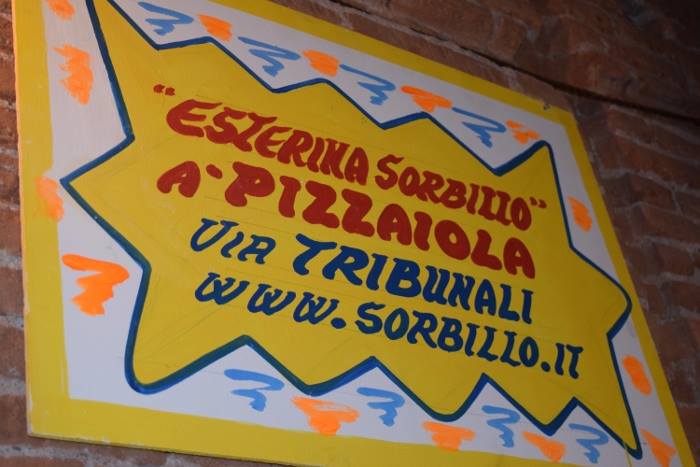 "ESTERINA SORBILLO"
A' PIZZAIOLA
VIA TRIBUNALI
WWW.SORBILLO.IT